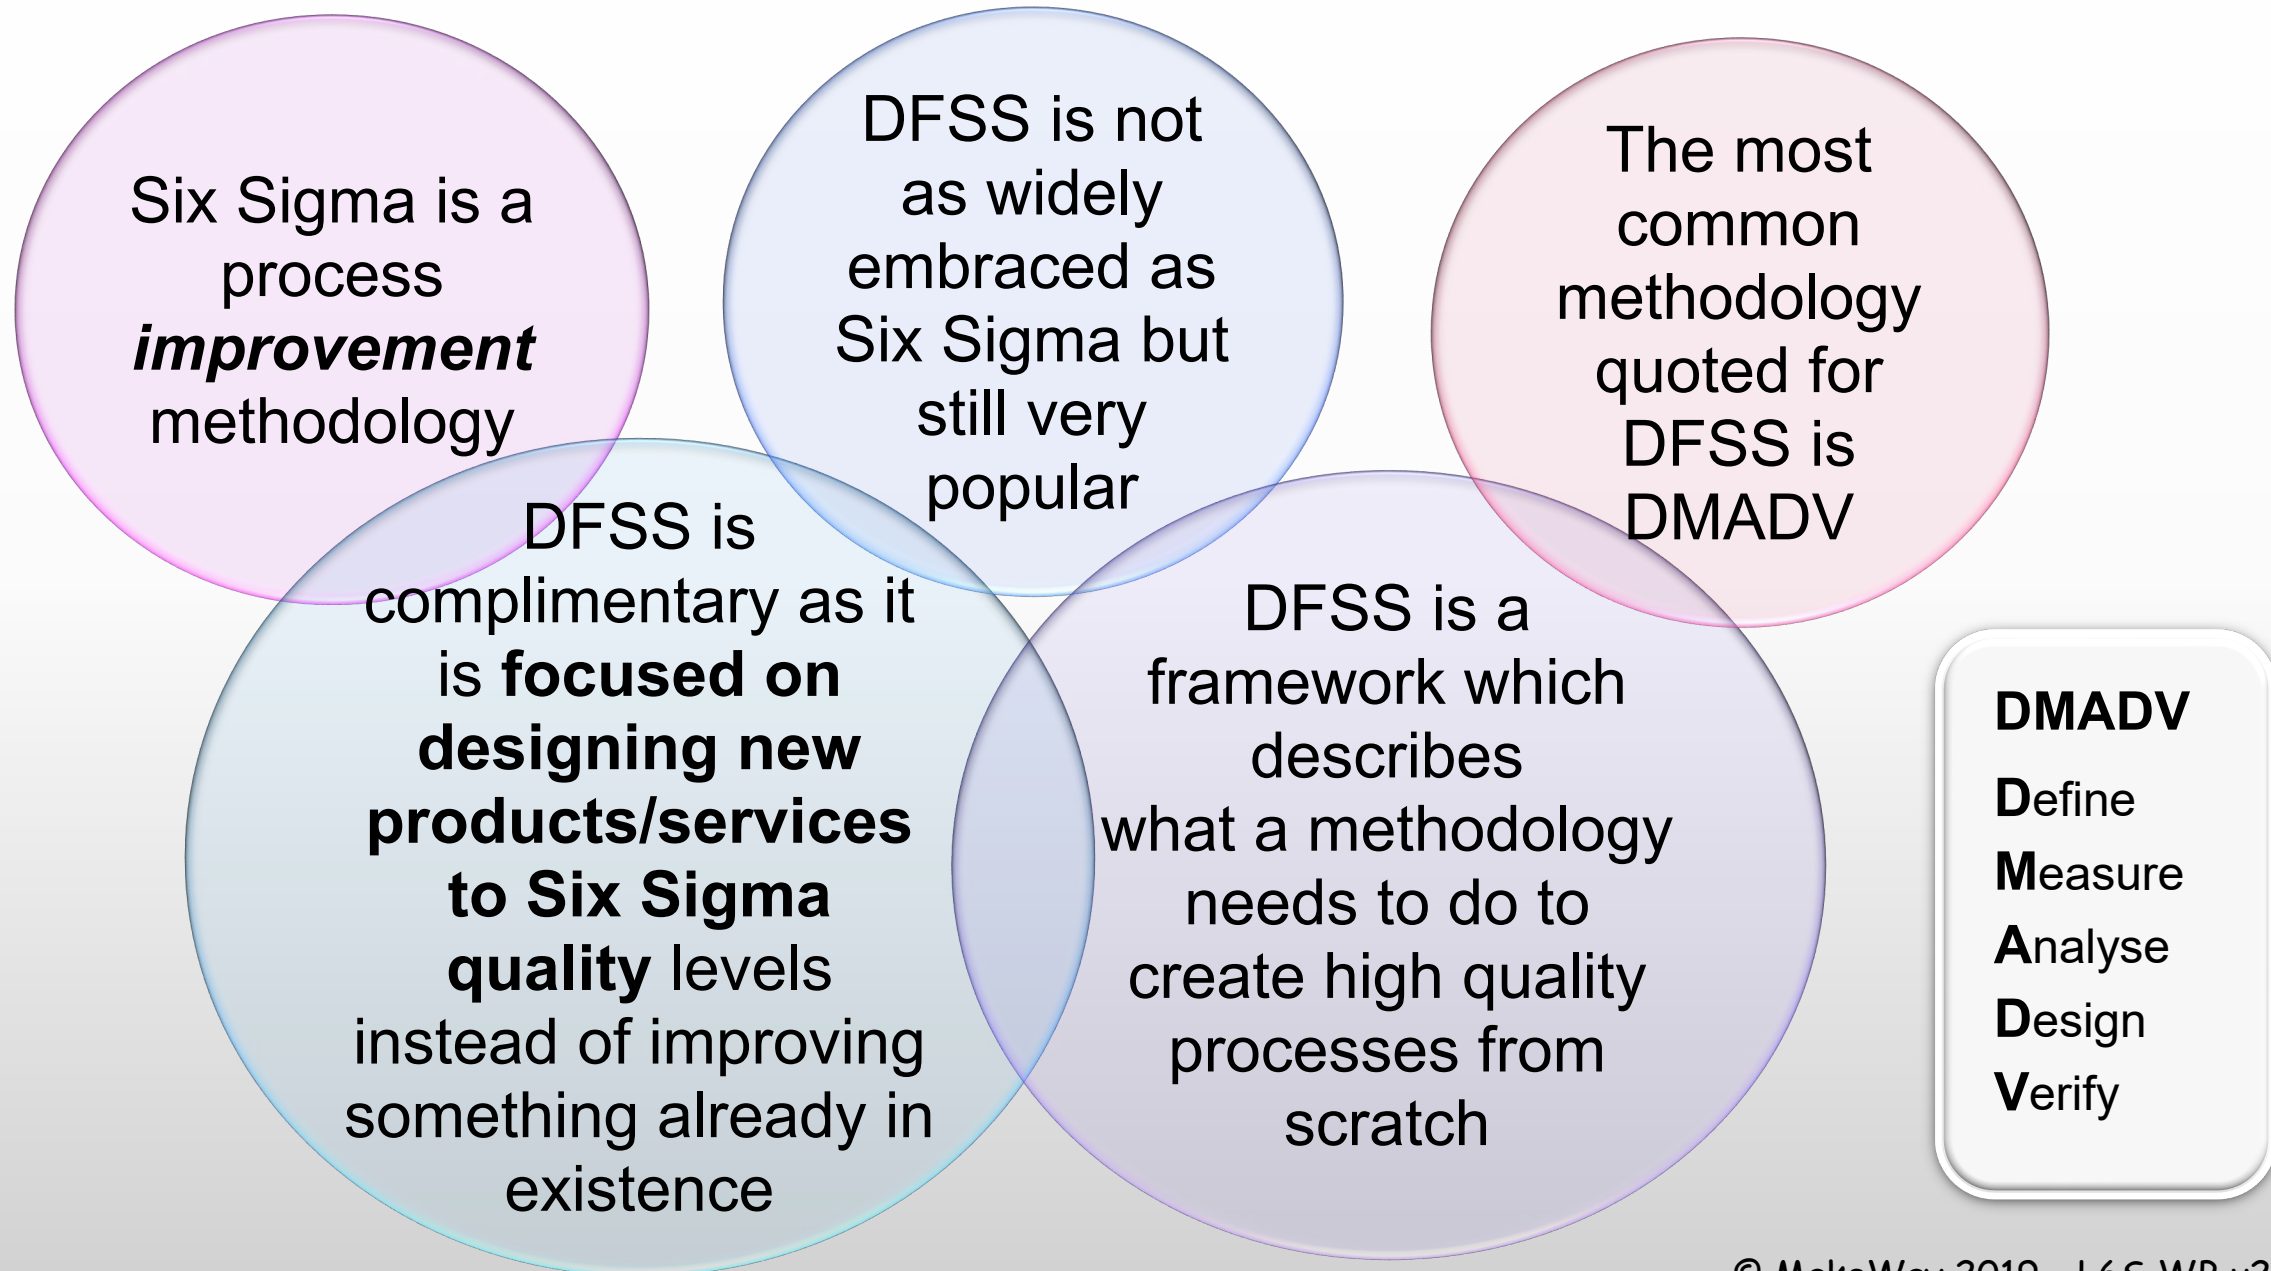 Six Sigma is a
process
improvement
methodology
DFSS is not
as widely
embraced as
Six Sigma but
still very
popular
The most
common
methodology
quoted for
DFSS is
DMADV
DFSS is
complimentary as it
is focused on
designing new
products/services
to Six Sigma
quality levels
instead of improving
something already in
existence
DFSS is a
framework which
describes
what a methodology
needs to do to
create high quality
processes from
scratch
DMADV
Define
Measure
Analyse
Design
Verify
© MakeWay 2019